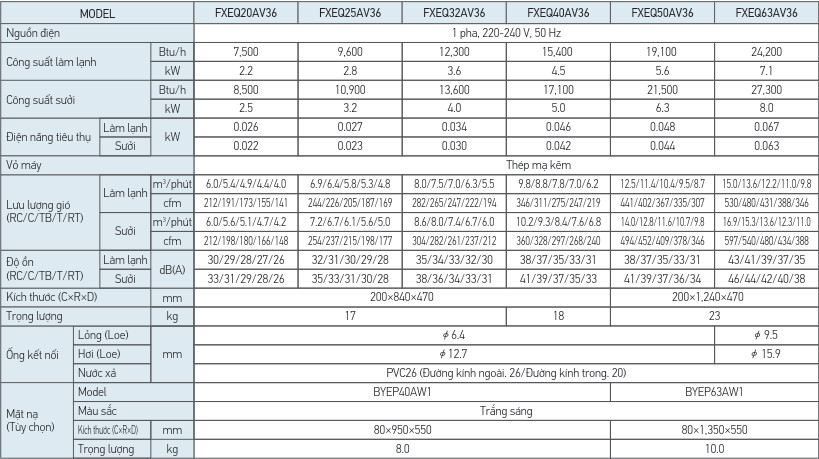 MODEL FXEQ20AV36 FXEQ25AV36 FXEQ32AV36 FXEQ40AV36 FXEQ50AV36 FXEQ63AV36
Nguồn điện 1 pha, 220-240 V, 50 Hz
Công suất làm lạnh Btu/h 7,500 9,600 12,300 15,400 19,100 24,200
kW 2.2 2.8 3.6 4.5 5.6 7.1
Công suất sưởi Btu/h 8,500 10,900 13,600 17,100 21,500 27,300
kW 2.5 3.2 4.0 5.0 6.3 8.0
Điện năng tiêu thụ Làm lạnh kW 0.026 0.027 0.034 0.046 0.048 0.067
Sưởi 0.022 0.023 0.030 0.042 0.044 0.063
Vỏ máy Thép mạ kẽm
Lưu lượng gió (RC/C/TB/T/RT) Làm lạnh m³/phút 6.0/5.4/4.9/4.4/4.0 6.9/6.4/5.8/5.3/4.8 8.0/7.5/7.0/6.3/5.5 9.8/8.8/7.8/7.0/6.2 12.5/11.4/10.4/9.5/8.7 15.0/13.6/12.2/11.0/9.8
cfm 212/191/173/155/141 244/226/205/187/169 282/265/247/222/194 346/311/275/247/219 441/402/367/335/307 530/480/431/388/346
Sưởi m³/phút 6.0/5.6/5.1/4.7/4.2 7.2/6.7/6.1/5.6/5.0 8.6/8.0/7.4/6.7/6.0 10.2/9.3/8.4/7.6/6.8 14.0/12.8/11.6/10.7/9.8 16.9/15.3/13.6/12.3/11.0
cfm 212/198/180/166/148 254/237/215/198/177 304/282/261/237/212 360/328/297/268/240 494/452/409/378/346 597/540/480/434/388
Độ ồn (RC/C/TB/T/RT) Làm lạnh dB(A) 30/29/28/27/26 32/31/30/29/28 35/34/33/32/30 38/37/35/33/31 38/37/35/33/31 43/41/39/37/35
Sưởi 33/31/29/28/26 35/33/31/30/28 38/36/34/33/31 41/39/37/35/33 41/39/37/36/34 46/44/42/40/38
Kích thước (C×R×D) mm 200×840×470 200×1,240×470
Trọng lượng kg 17 18 23
Ống kết nối Lỏng (Loe) mm ϕ 6.4 ϕ 9.5
Hơi (Loe) ϕ 12.7 ϕ 15.9
Nước xả PVC26 (Đường kính ngoài. 26/Đường kính trong. 20)
Mặt nạ (Tùy chọn) Model BYEP40AW1 BYEP63AW1
Màu sắc Trắng sáng
Kích thước (C×R×D) mm 80×950×550 80×1,350×550
Trọng lượng kg 8.0 10.0